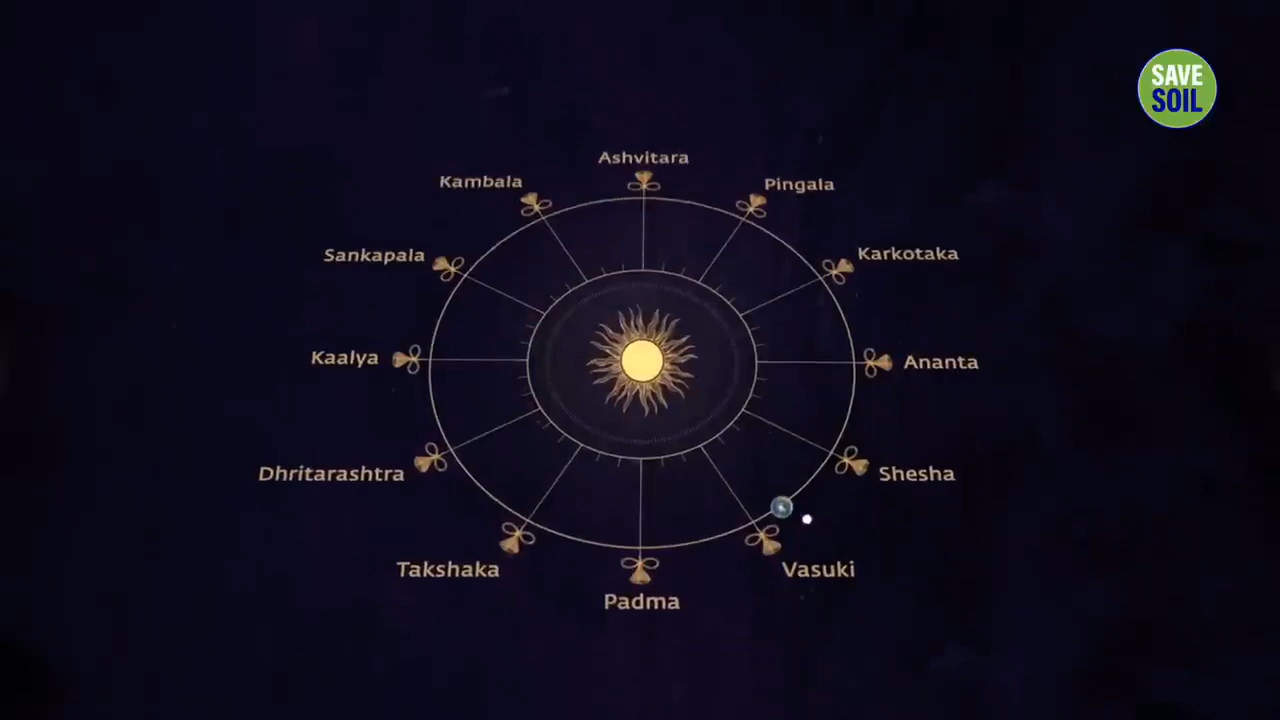 SAVE
SOIL
Ashvitara
Kambala
Pingala
Sankapala
Karkotaka
Kaalya
Ananta
Dhritarashtra
Shesha
Takshaka
Vasuki
Padma